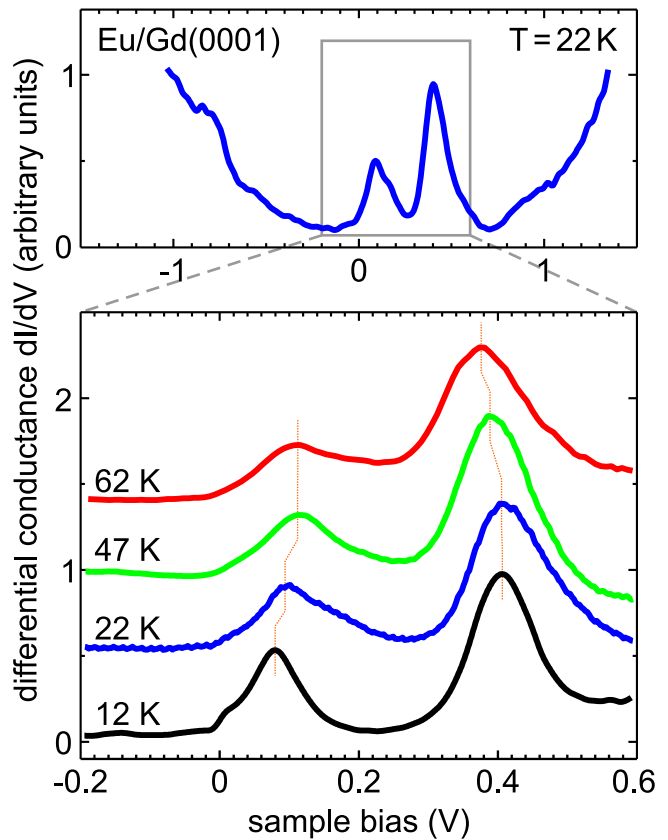 Eu/Gd(0001)
T = 22 K
1
0
-1
0
1
differential conductance dI/dV (arbitrary units)
2
1
0
62 K
47 K
22 K
12 K
-0.2
0
0.2
0.4
0.6
sample bias (V)